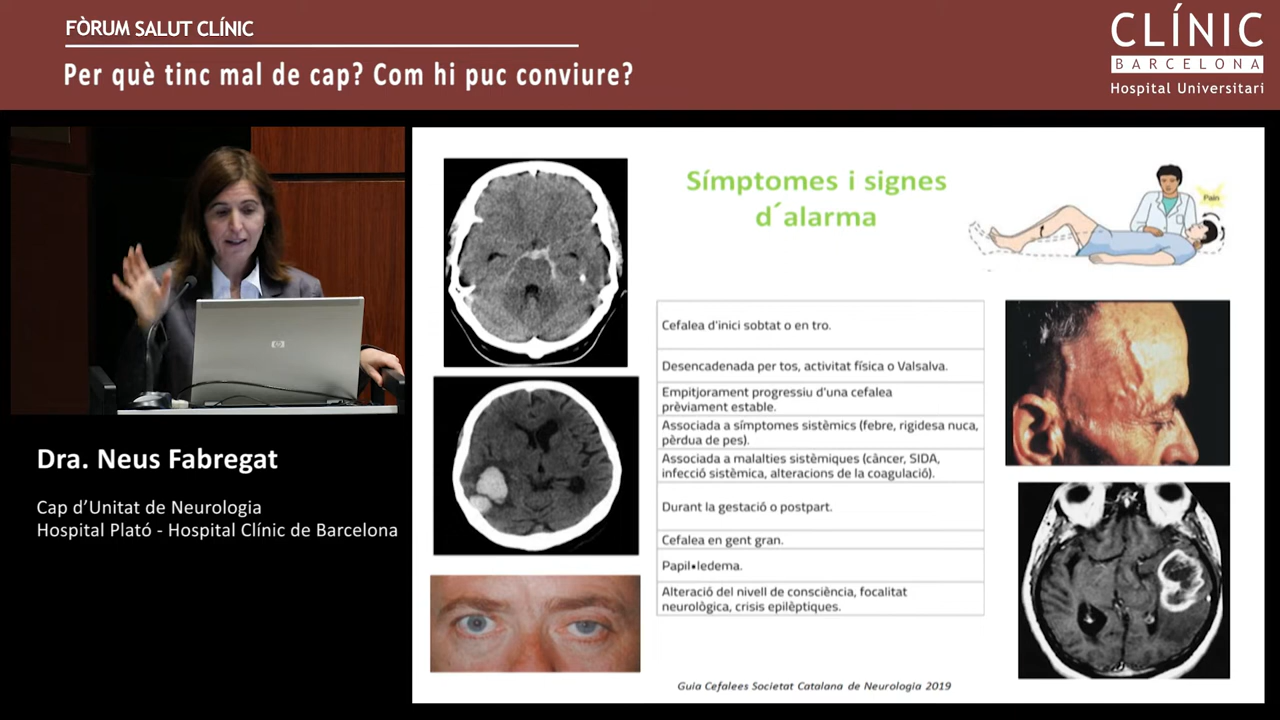 FÒRUM SALUT CLÍNIC
Per què tinc mal de cap? Com hi puc conviure?
CLÍNIC
BARCELONA
Hospital Universitari
Símptomes i signes
d´alarma
Pain
Cefalea d'inici sobtat o en tro.
Desencadenada per tos, activitat física o Valsalva.
Empitjorament progressiu d'una cefalea
prèviament estable.
Associada a símptomes sistèmics (febre, rigidesa nuca,
pèrdua de pes).
Associada a malalties sistèmiques (càncer, SIDA,
infecció sistèmica, alteracions de la coagulació).
Durant la gestació o postpart.
Cefalea en gent gran.
Papil•ledema.
Alteració del nivell de consciència, focalitat
neurològica, crisis epilèptiques.
Guia Cefalees Societat Catalana de Neurologia 2019
hp
Dra. Neus Fabregat
Cap d’Unitat de Neurologia
Hospital Plató - Hospital Clínic de Barcelona